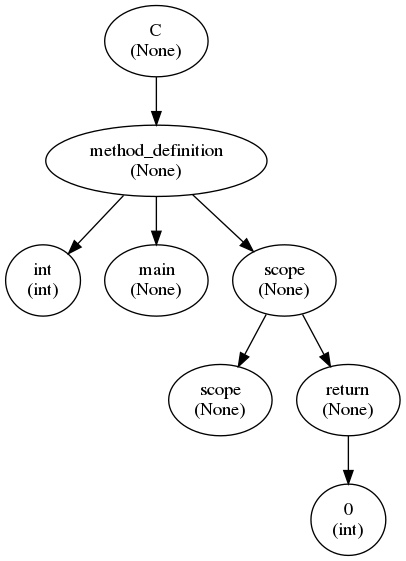 C
(None)
method_definition
(None)
int
(int)
main
(None)
scope
(None)
scope
(None)
return
(None)
0
(int)